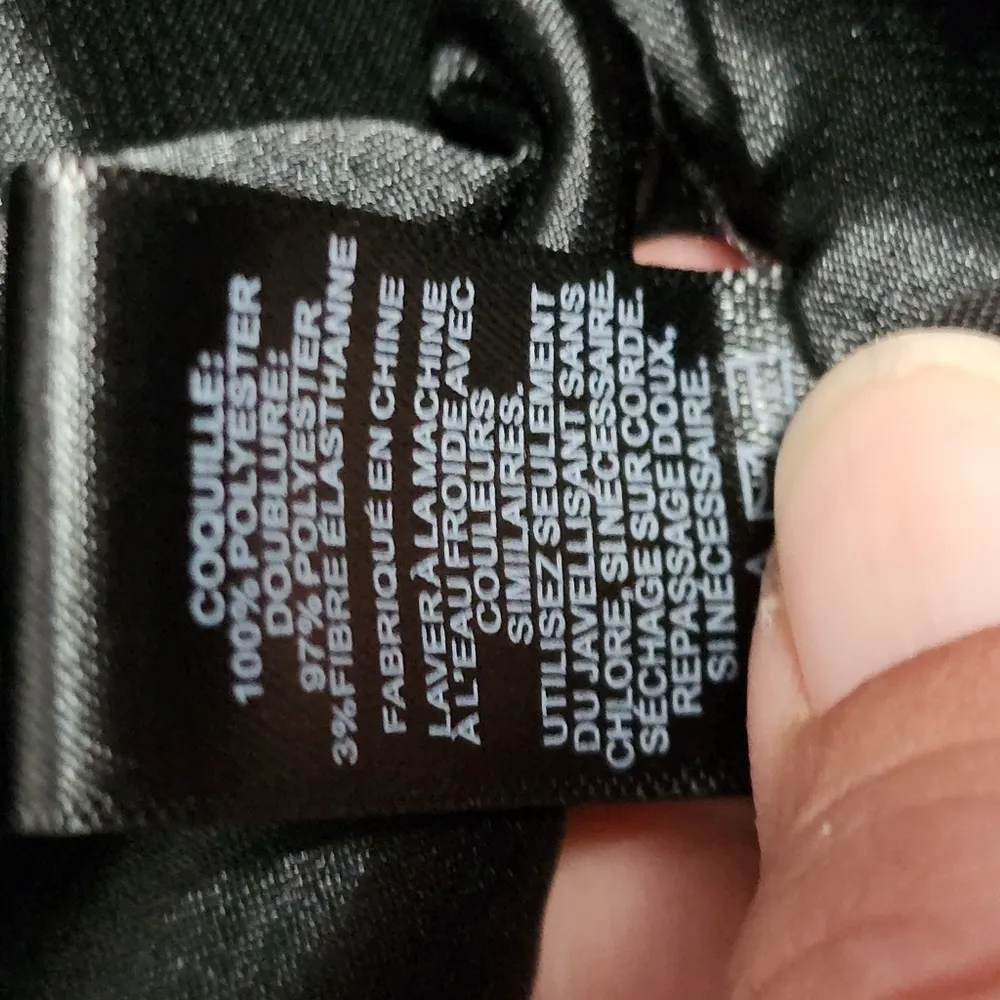 COQUILLE:
100% POLYESTER
DOUBLURE:
97% POLYESTER
3% FIBRE ÉLASTHANNE
FABRIQUÉ EN CHINE
LAVER À LA MACHINE
À L'EAU FROIDE AVEC
COULEURS
SIMILAIRES.
UTILISEZ SEULEMENT
DU JAVELLISANT SANS
CHLORE, SI NÉCESSAIRE.
SÉCHAGE SUR CORDE.
REPASSAGE DOUX.
SI NÉCESSAIRE.